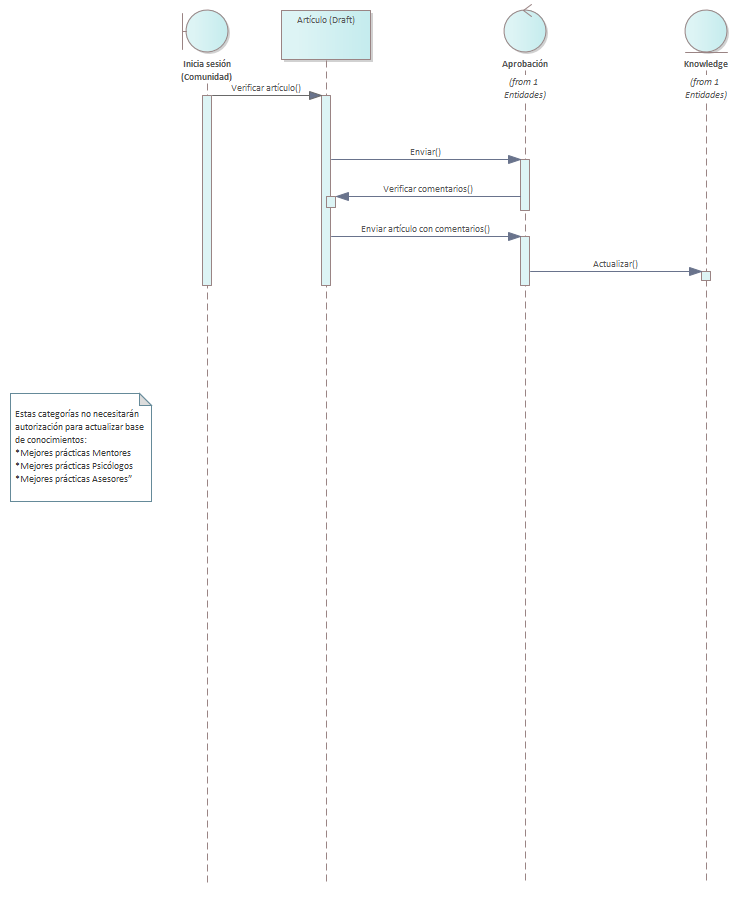 Artículo (Draft)
Inicia sesión
(Comunidad)
Aprobación
(from 1
Entidades)
Knowledge
(from 1
Entidades)
Verificar artículo()
Enviar()
Verificar comentarios()
Enviar artículo con comentarios()
Actualizar()
Estas categorías no necesitarán
autorización para actualizar base
de conocimientos:
*Mejores prácticas Mentores
*Mejores prácticas Psicólogos
*Mejores prácticas Asesores"